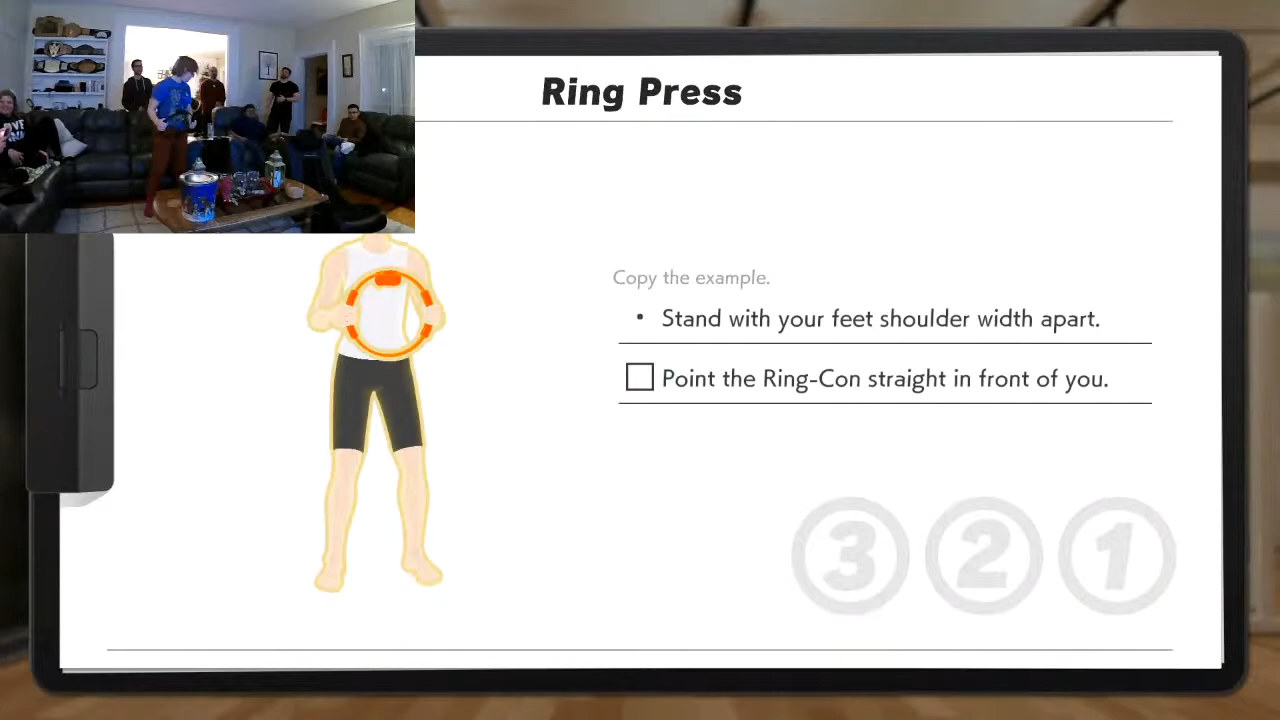 Ring Press
Copy the example.
• Stand with your feet shoulder width apart.
Point the Ring-Con straight in front of you.
3 2 1